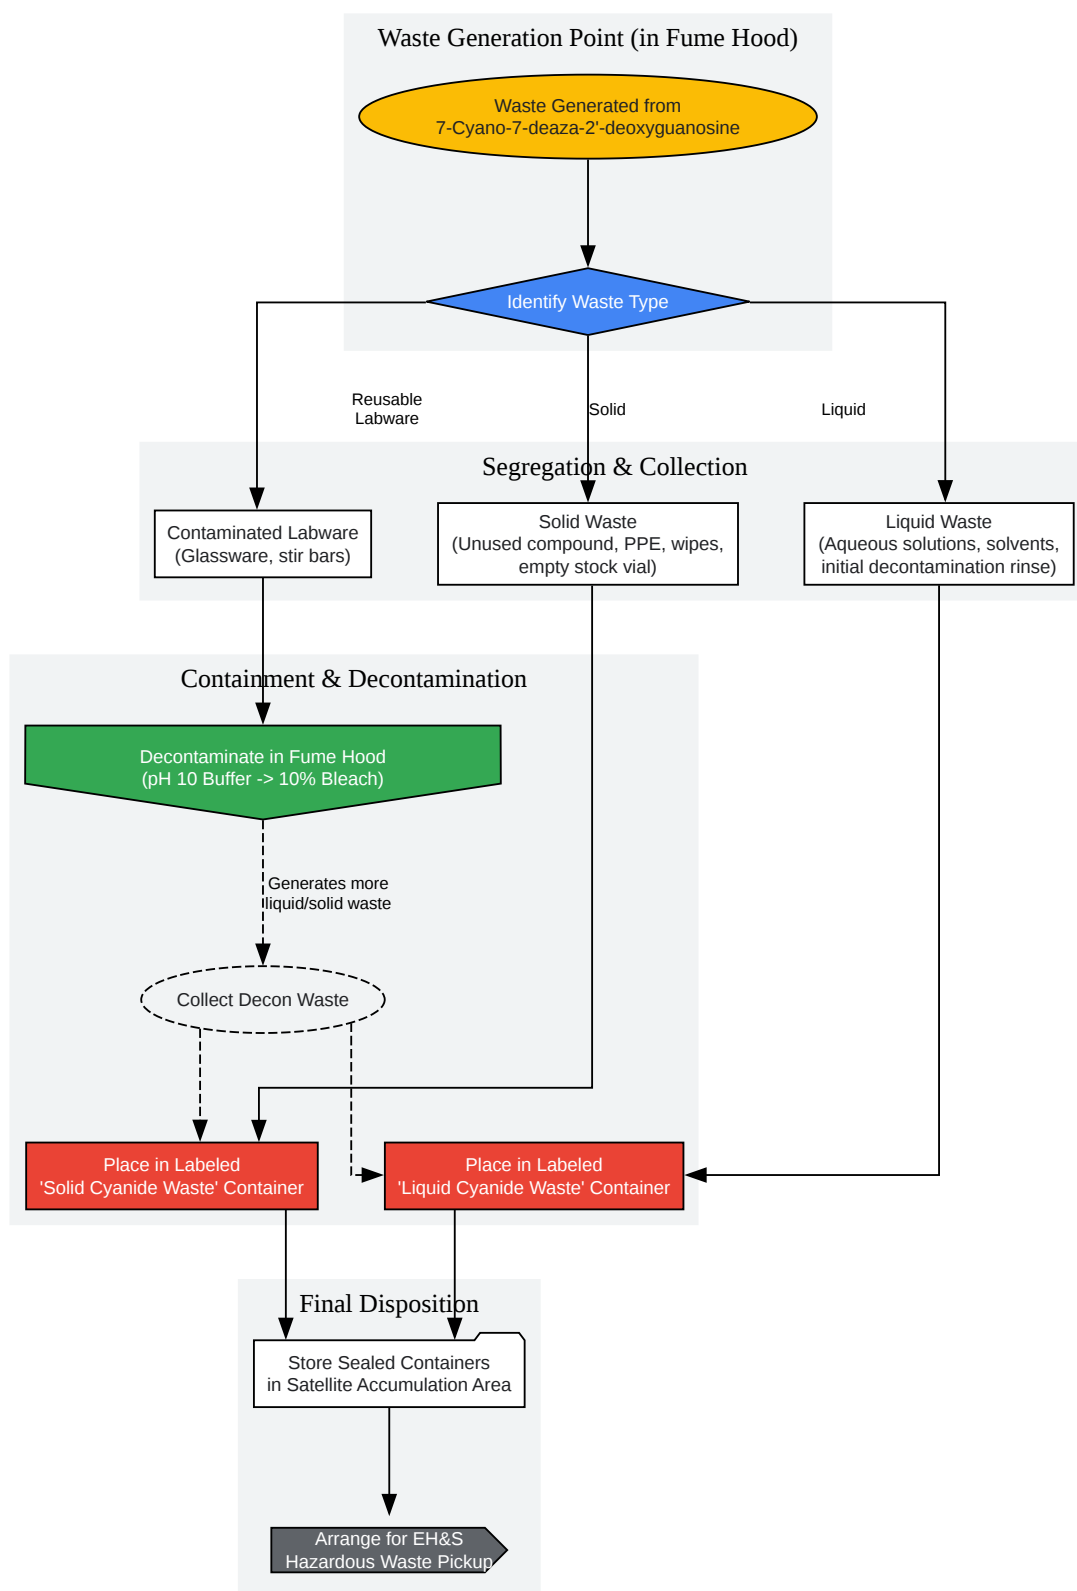 Waste Generation Point (in Fume Hood)
Waste Generated from
7-Cyano-7-deaza-2'-deoxyguanosine
Identify Waste Type
Reusable
Labware
Solid
Liquid
Segregation & Collection
Contaminated Labware
(Glassware, stir bars)
Solid Waste
(Unused compound, PPE, wipes,
empty stock vial)
Liquid Waste
(Aqueous solutions, solvents,
initial decontamination rinse)
Containment & Decontamination
Decontaminate in Fume Hood
(pH 10 Buffer -> 10% Bleach)
Generates more
liquid/solid waste
Collect Decon Waste
Place in Labeled
'Solid Cyanide Waste' Container
Place in Labeled
'Liquid Cyanide Waste' Container
Final Disposition
Store Sealed Containers
in Satellite Accumulation Area
Arrange for EH&S
Hazardous Waste Pickup